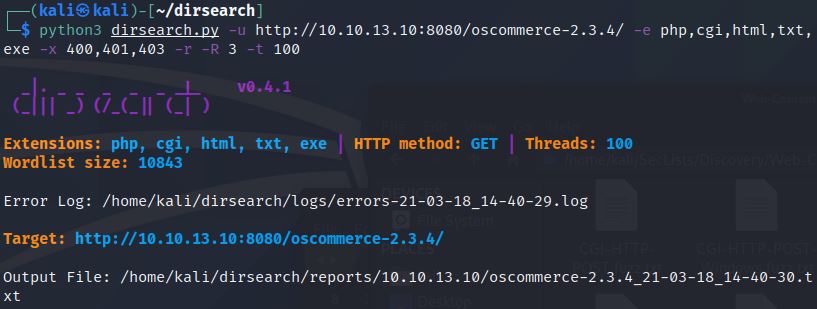 ┌──(kali㉿kali)-[~/dirsearch]
└─$ python3 dirsearch.py -u http://10.10.13.10:8080/oscommerce-2.3.4/ -e php,cgi,html,txt,
exe -x 400,401,403 -r -R 3 -t 100
v0.4.1
Extensions: php, cgi, html, txt, exe | HTTP method: GET | Threads: 100
Wordlist size: 10843
Error Log: /home/kali/dirsearch/logs/errors-21-03-18_14-40-29.log
Target: http://10.10.13.10:8080/oscommerce-2.3.4/
Output File: /home/kali/dirsearch/reports/10.10.13.10/oscommerce-2.3.4_21-03-18_14-40-30.t
xt